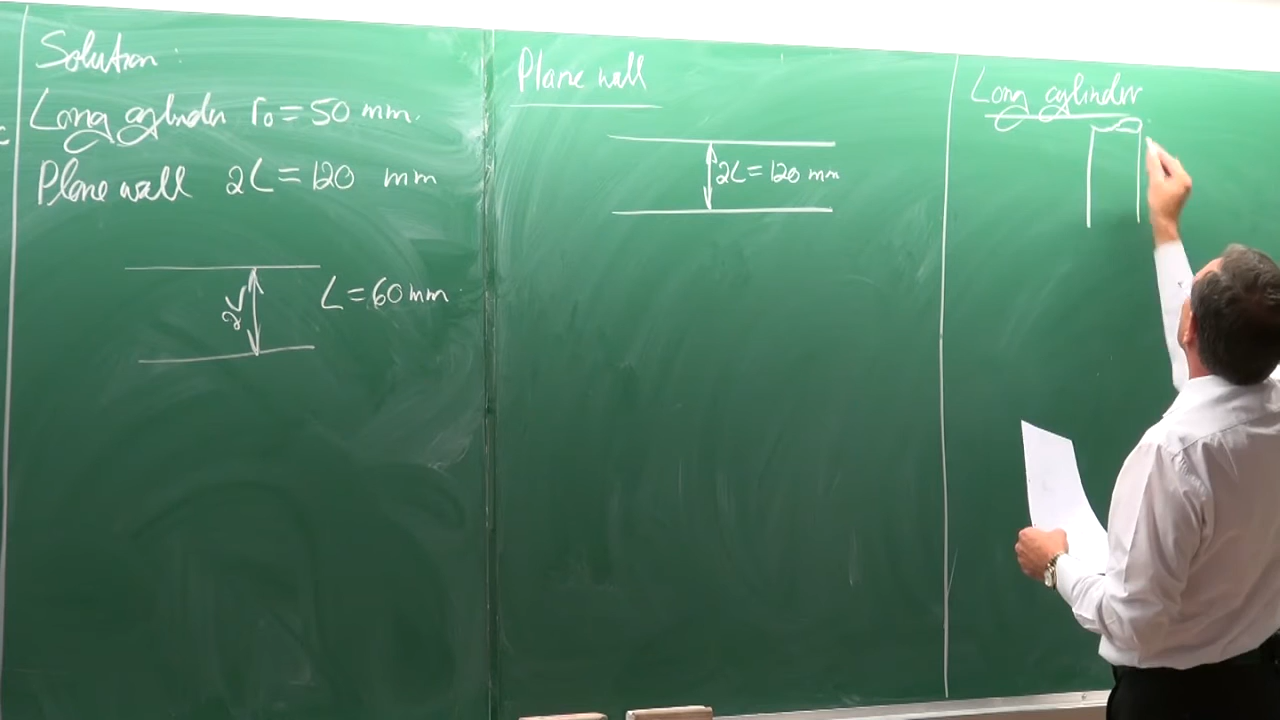 Solution:
Long cylinder r₀ = 50 mm.
Plane wall 2L = 120 mm
2L
L = 60 mm.
Plane wall
2L = 120 mm
Long cylinder